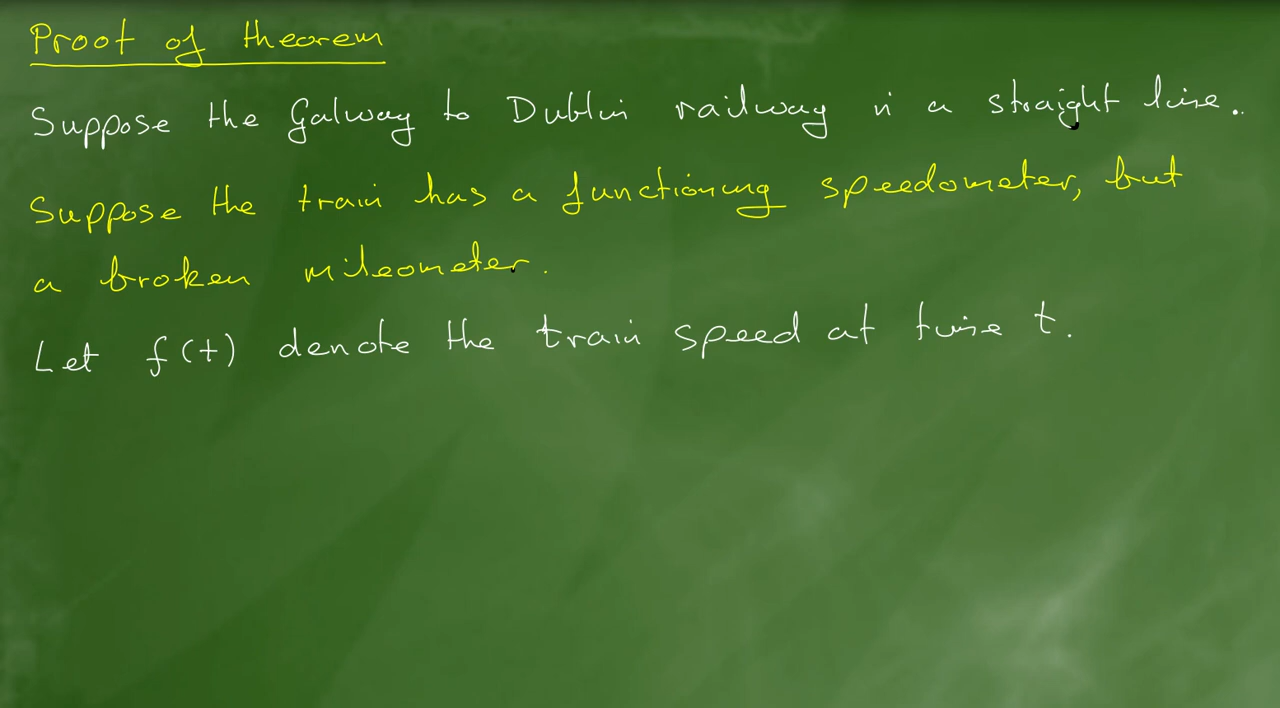 Proof of theorem
Suppose the Galway to Dublin railway is a straight line.
Suppose the train has a functioning speedometer, but
a broken mileometer.
Let f(t) denote the train speed at time t.